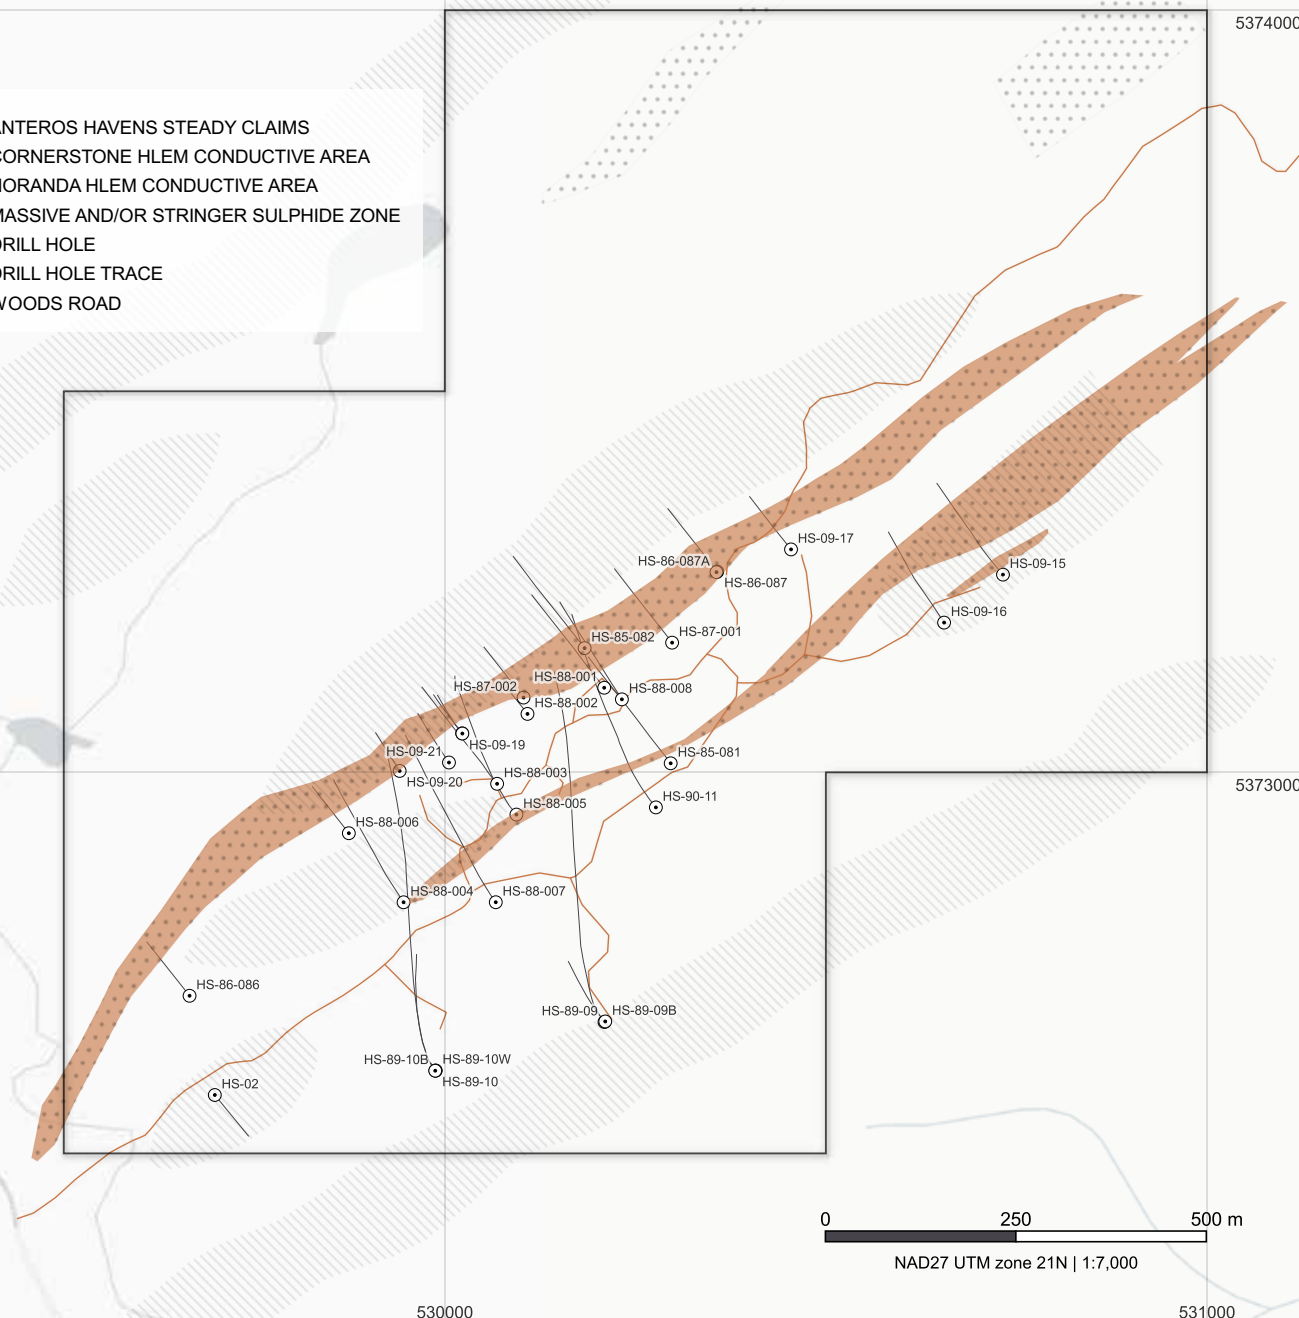 5374000
ANTEROS HAVENS STEADY CLAIMS
CORNERSTONE HLEM CONDUCTIVE AREA
NORANDA HLEM CONDUCTIVE AREA
MASSIVE AND/OR STRINGER SULPHIDE ZONE
DRILL HOLE
DRILL HOLE TRACE
WOODS ROAD
HS-09-17
HS-86-087A
HS-86-087
HS-09-15
HS-09-16
HS-85-082
HS-87-001
HS-88-001
HS-87-002
HS-88-008
HS-88-002
HS-09-19
HS-09-21
HS-85-081
HS-09-20
HS-88-003
5373000
HS-88-005
HS-90-11
HS-88-006
HS-88-004
HS-88-007
HS-86-086
HS-89-09
HS-89-09B
HS-89-10B
HS-89-10W
HS-89-10
HS-02
0 250 500 m
NAD27 UTM zone 21N | 1:7,000
530000 531000